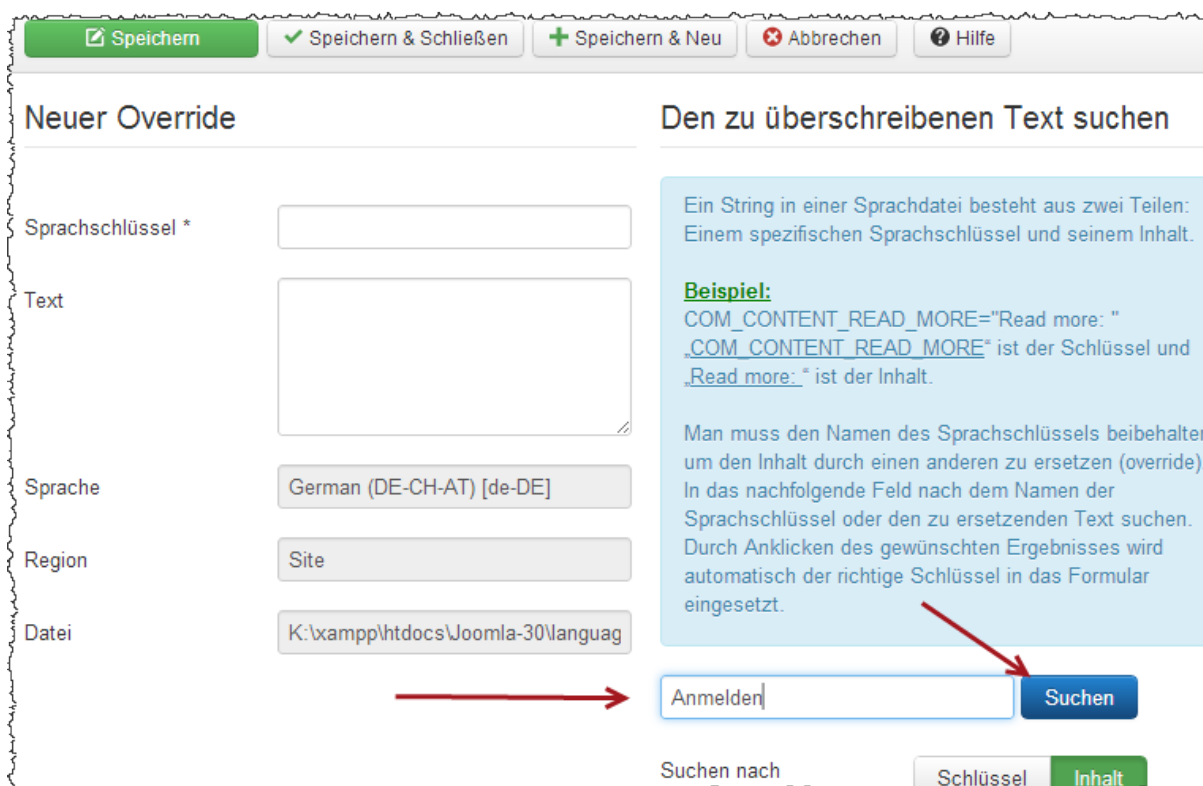 Speichern Speichern & Schließen Speichern & Neu Abbrechen Hilfe
Neuer Override
Sprachschlüssel *
Text
Sprache German (DE-CH-AT) [de-DE]
Region Site
Datei K:\xampp\htdocs\Joomla-30\languag
Den zu überschreibenen Text suchen
Ein String in einer Sprachdatei besteht aus zwei Teilen:
Einem spezifischen Sprachschlüssel und seinem Inhalt.
Beispiel:
COM_CONTENT_READ_MORE="Read more: "
„COM_CONTENT_READ_MORE“ ist der Schlüssel und
„Read more: “ ist der Inhalt.
Man muss den Namen des Sprachschlüssels beibehalten
um den Inhalt durch einen anderen zu ersetzen (override)
In das nachfolgende Feld nach dem Namen der
Sprachschlüssel oder den zu ersetzenden Text suchen.
Durch Anklicken des gewünschten Ergebnisses wird
automatisch der richtige Schlüssel in das Formular
eingesetzt.
Anmelden Suchen
Suchen nach Schlüssel Inhalt